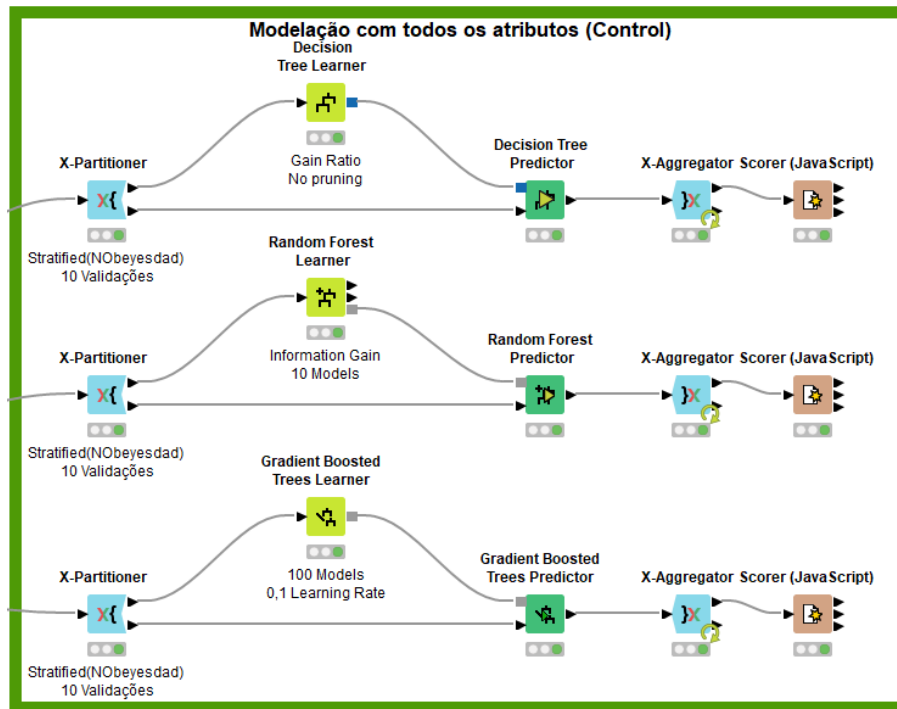 Modelação com todos os atributos (Control)
Decision
Tree Learner
Gain Ratio
No pruning
X-Partitioner
Stratified(NObeyesdad)
10 Validações
Decision Tree
Predictor
X-Aggregator
Scorer (JavaScript)
Random Forest
Learner
Information Gain
10 Models
X-Partitioner
Stratified(NObeyesdad)
10 Validações
Random Forest
Predictor
X-Aggregator
Scorer (JavaScript)
Gradient Boosted
Trees Learner
100 Models
0,1 Learning Rate
X-Partitioner
Stratified(NObeyesdad)
10 Validações
Gradient Boosted
Trees Predictor
X-Aggregator
Scorer (JavaScript)